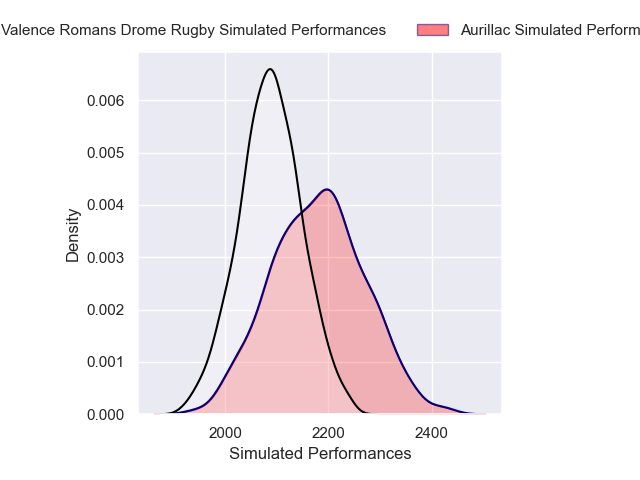 Valence Romans Drome Rugby Simulated Performances
Aurillac Simulated Perform
0.006
0.005
0.004
0.003
0.002
0.001
0.000
Density
2000
2200
2400
Simulated Performances